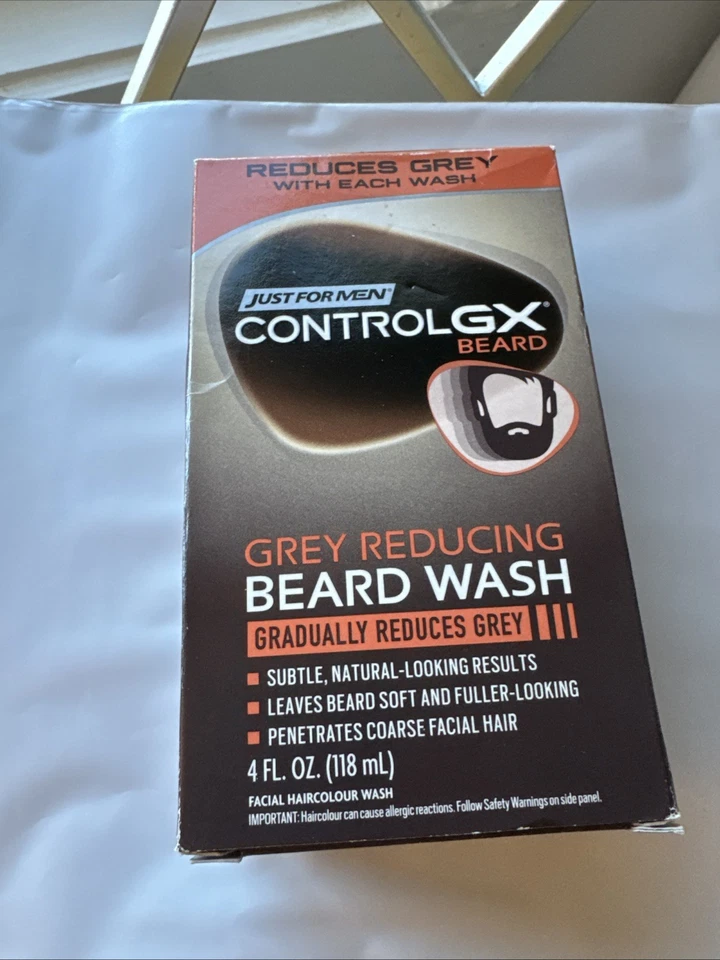 REDUCES GREY
WITH EACH WASH
JUST FOR MEN®
CONTROLGX®
BEARD
GREY REDUCING
BEARD WASH
GRADUALLY REDUCES GREY
■ SUBTLE, NATURAL-LOOKING RESULTS
■ LEAVES BEARD SOFT AND FULLER-LOOKING
■ PENETRATES COARSE FACIAL HAIR
4 FL. OZ. (118 mL)
FACIAL HAIRCOLOUR WASH
IMPORTANT: Haircolour can cause allergic reactions. Follow Safety Warnings on side panel.